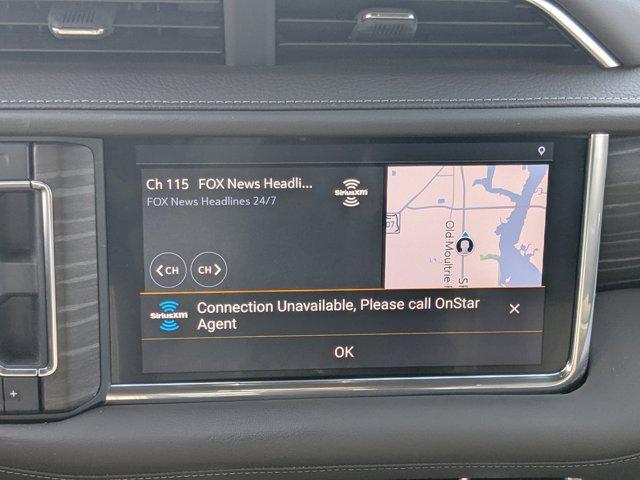 Ch 115 FOX News Headli...
FOX News Headlines 24/7
SiriusXM
CH
CH
07
Old Moultrie
SiriusXM
Connection Unavailable, Please call OnStar
Agent
OK